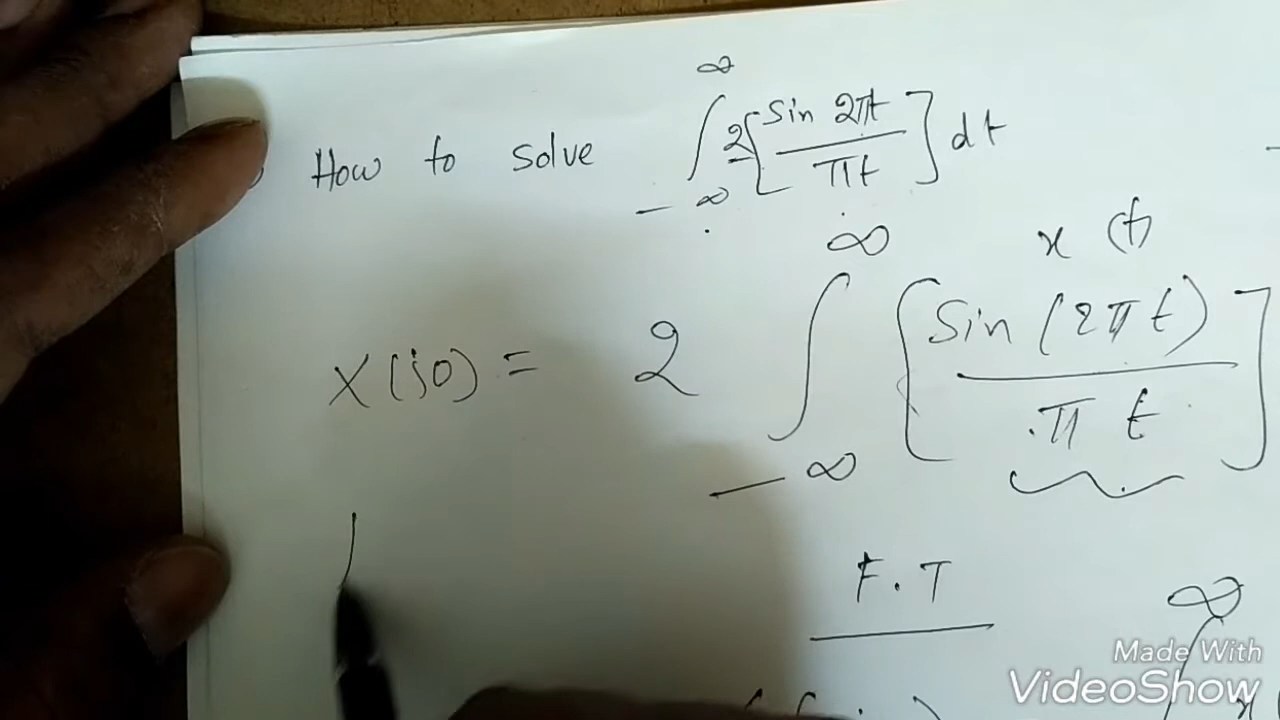 How to solve ∫_{-∞}^{∞} 2[sin 2πt / πt] dt
x(t)
X(j0) = 2 ∫_{-∞}^{∞} [Sin(2πt) / πt]
F.T
∞
Made With
VideoShow